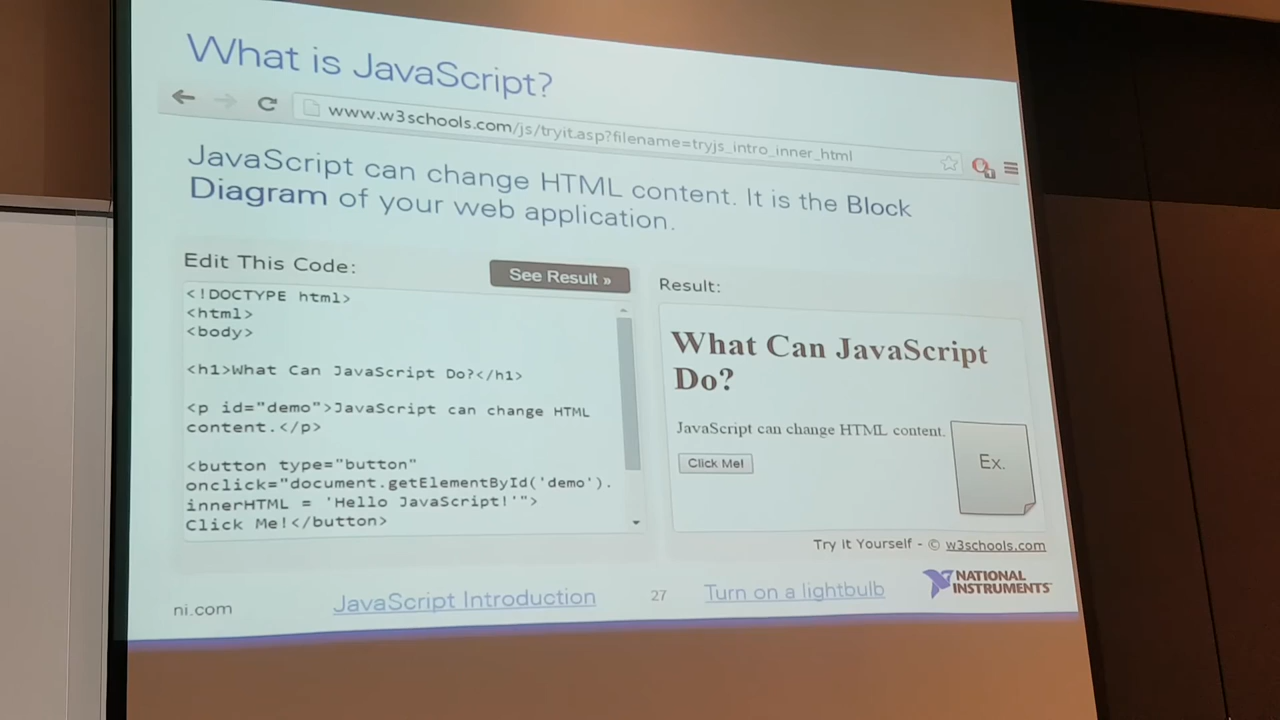 What is JavaScript?
www.w3schools.com/js/tryit.asp?filename=tryjs_intro_inner_html
JavaScript can change HTML content. It is the Block
Diagram of your web application.
Edit This Code:
See Result »
<!DOCTYPE html>
<html>
<body>
<h1>What Can JavaScript Do?</h1>
<p id="demo">JavaScript can change HTML
content.</p>
<button type="button"
onclick="document.getElementById('demo').
innerHTML = 'Hello JavaScript!'">
Click Me!</button>
Result:
What Can JavaScript
Do?
JavaScript can change HTML content.
Click Me!
Ex.
Try It Yourself - © w3schools.com
ni.com
JavaScript Introduction
27
Turn on a lightbulb
NATIONAL
INSTRUMENTS